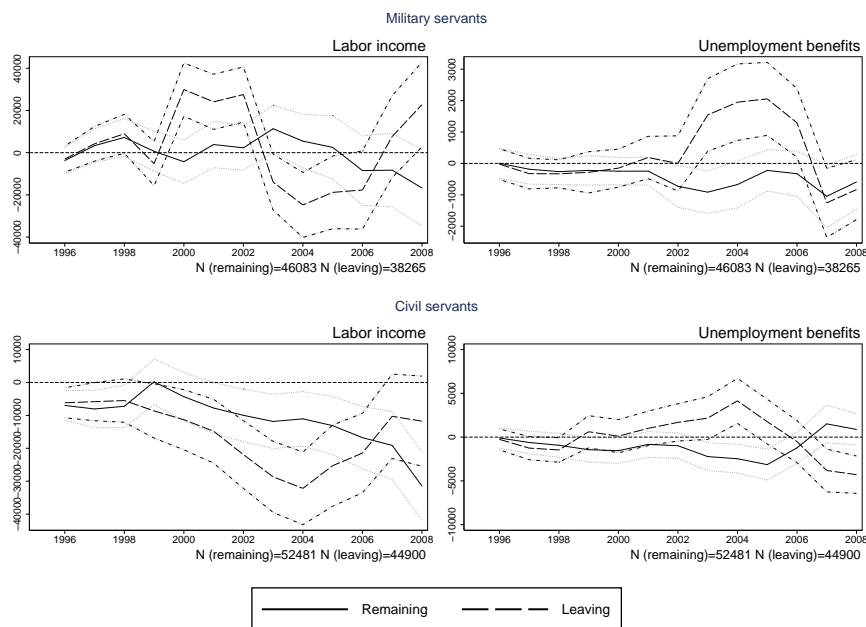 Military servants
Labor income
40000
20000
0
−20000
−40000
1996 1998 2000 2002 2004 2006 2008
N (remaining)=46083 N (leaving)=38265
Unemployment benefits
3000
2000
1000
0
−1000
−2000
1996 1998 2000 2002 2004 2006 2008
N (remaining)=46083 N (leaving)=38265
Civil servants
Labor income
10000
0
−10000
−20000
−30000
−40000
1996 1998 2000 2002 2004 2006 2008
N (remaining)=52481 N (leaving)=44900
Unemployment benefits
10000
5000
0
−5000
−10000
1996 1998 2000 2002 2004 2006 2008
N (remaining)=52481 N (leaving)=44900
Remaining Leaving